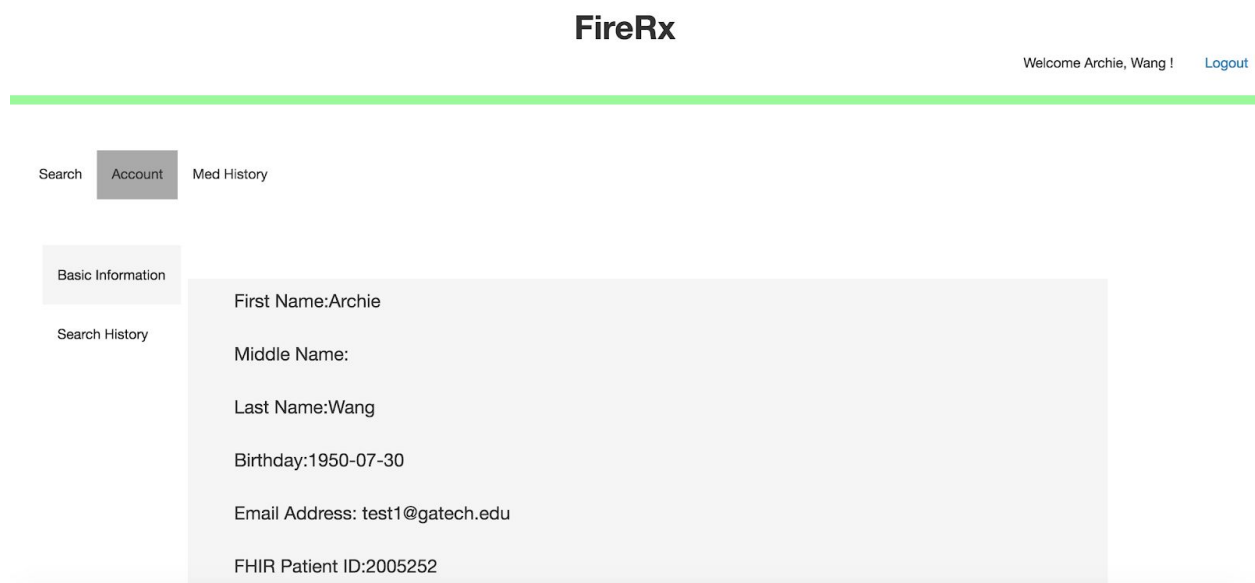 FireRx
Welcome Archie, Wang ! Logout
Search Account Med History
Basic Information
Search History
First Name:Archie
Middle Name:
Last Name:Wang
Birthday:1950-07-30
Email Address: test1@gatech.edu
FHIR Patient ID:2005252